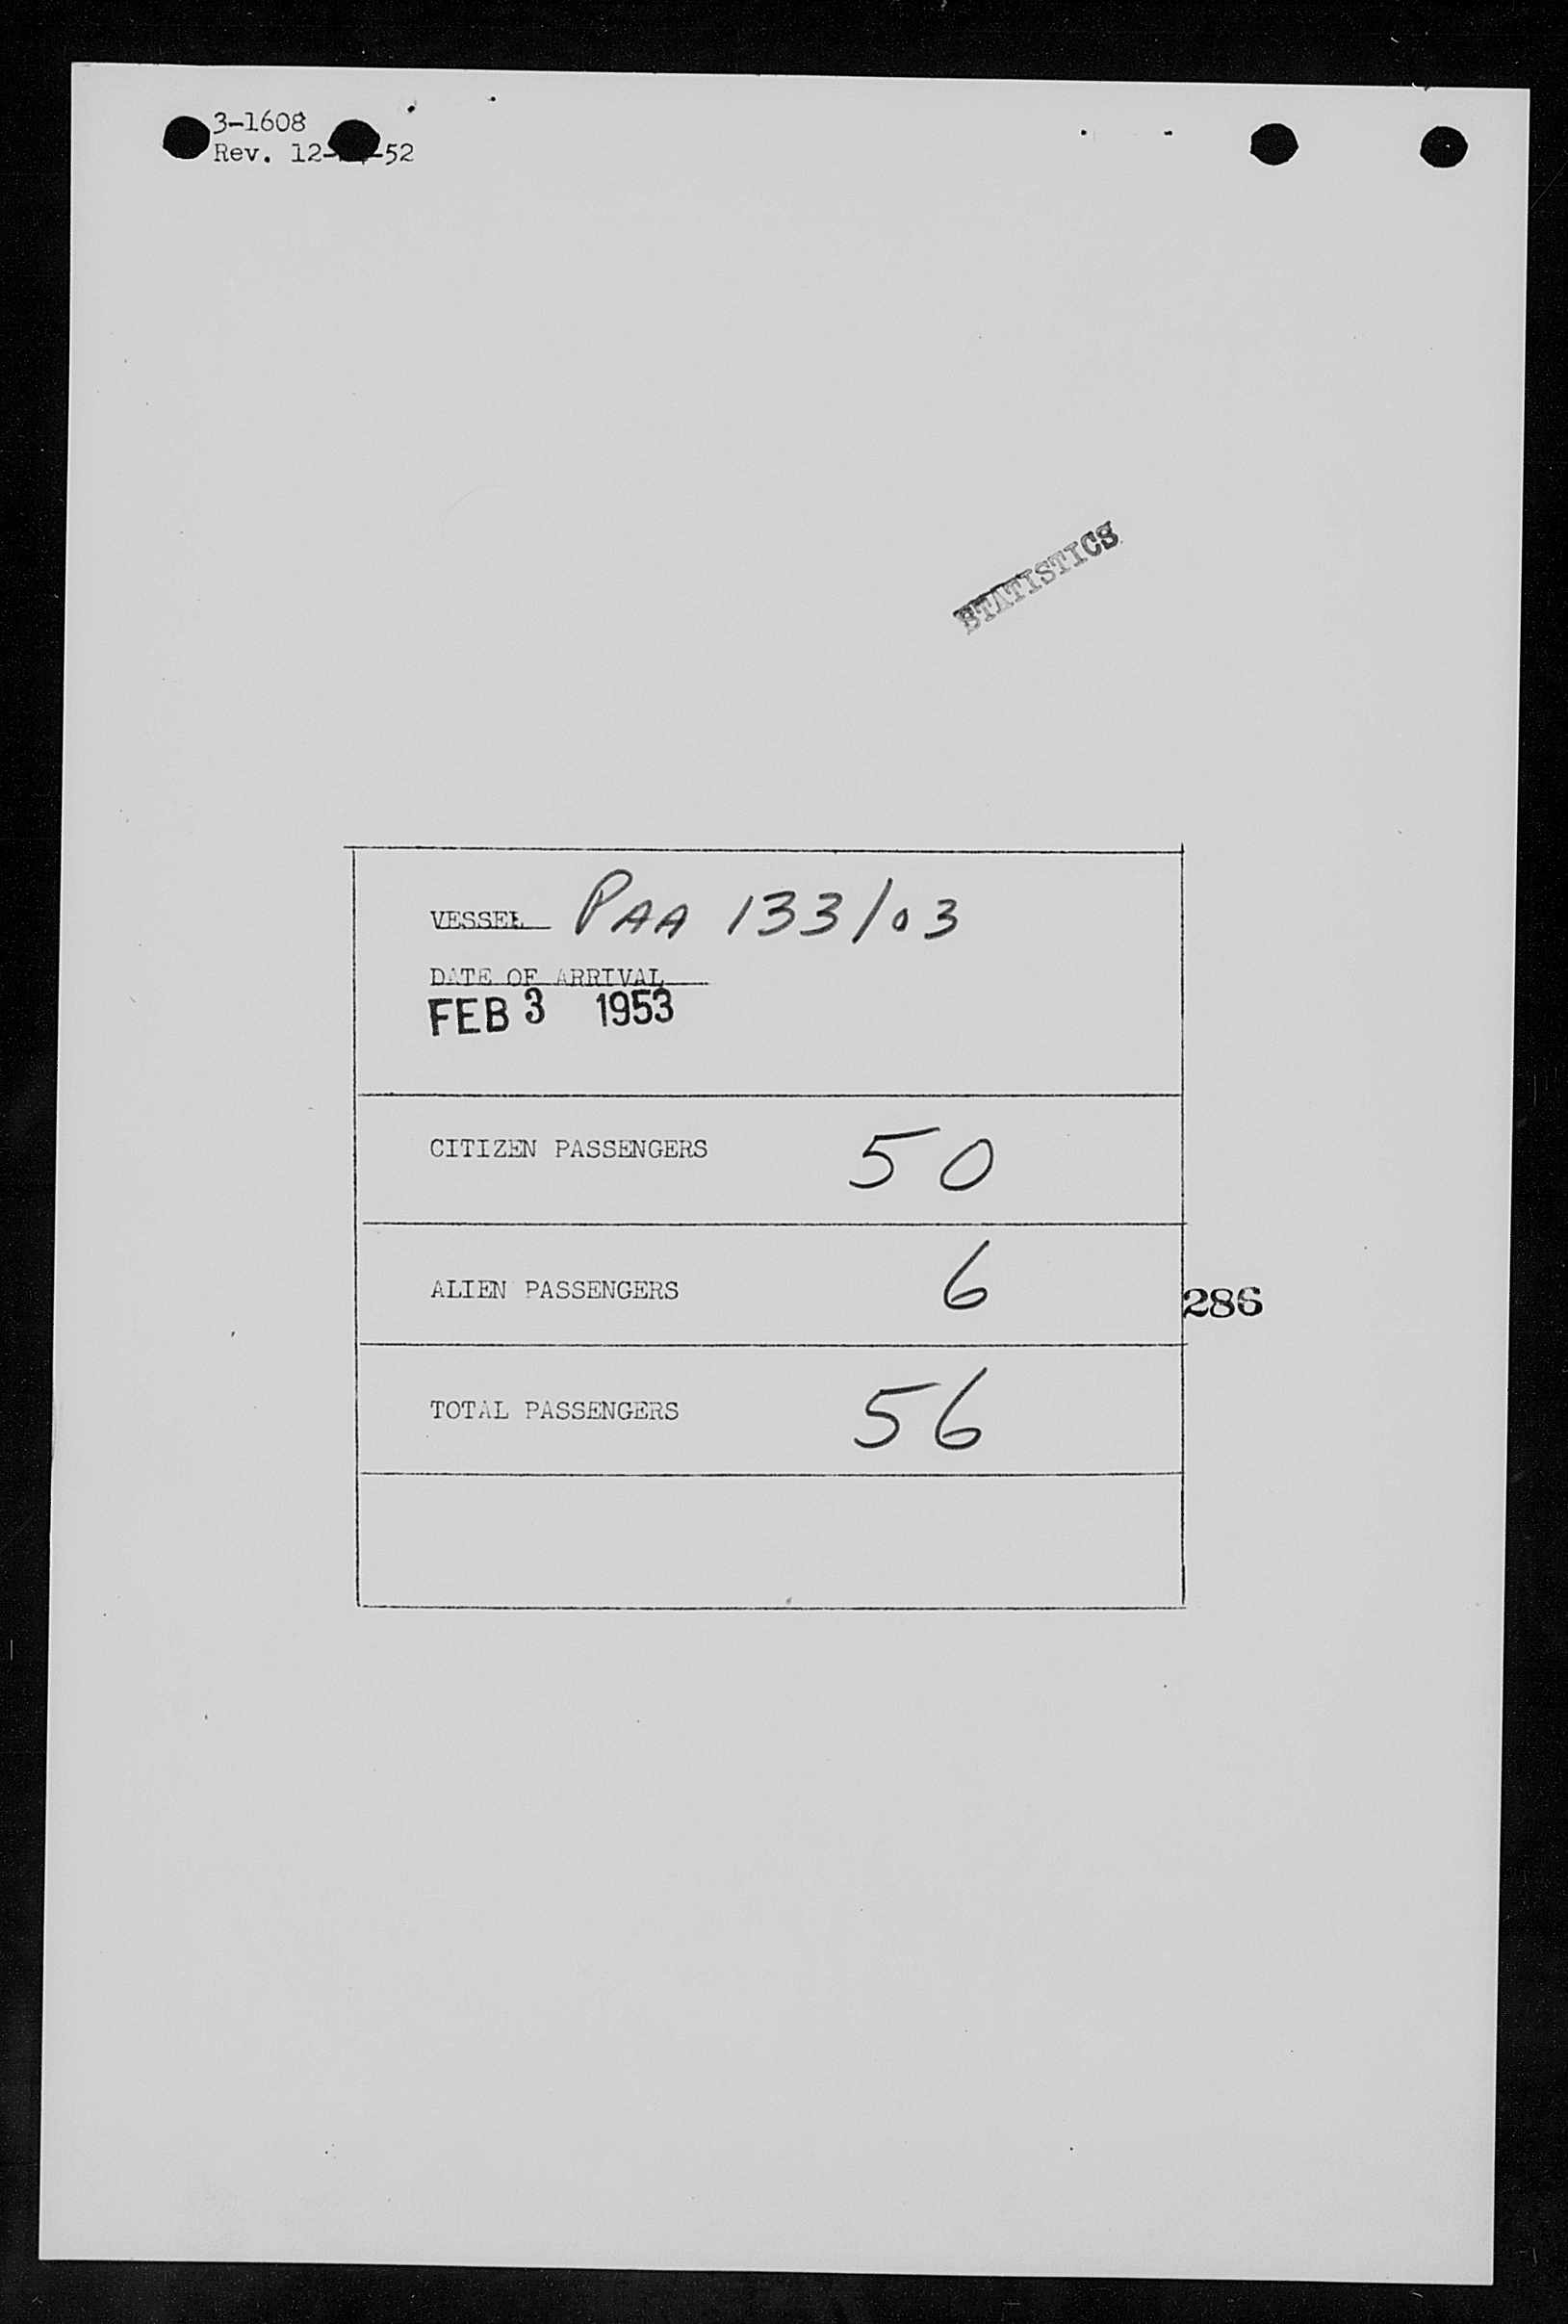 3-1608
Rev. 12- -52
STATISTICS
VESSEL PAA 133/03
DATE OF ARRIVAL
FEB 3 1953
CITIZEN PASSENGERS 50
ALIEN PASSENGERS 6
286
TOTAL PASSENGERS 56